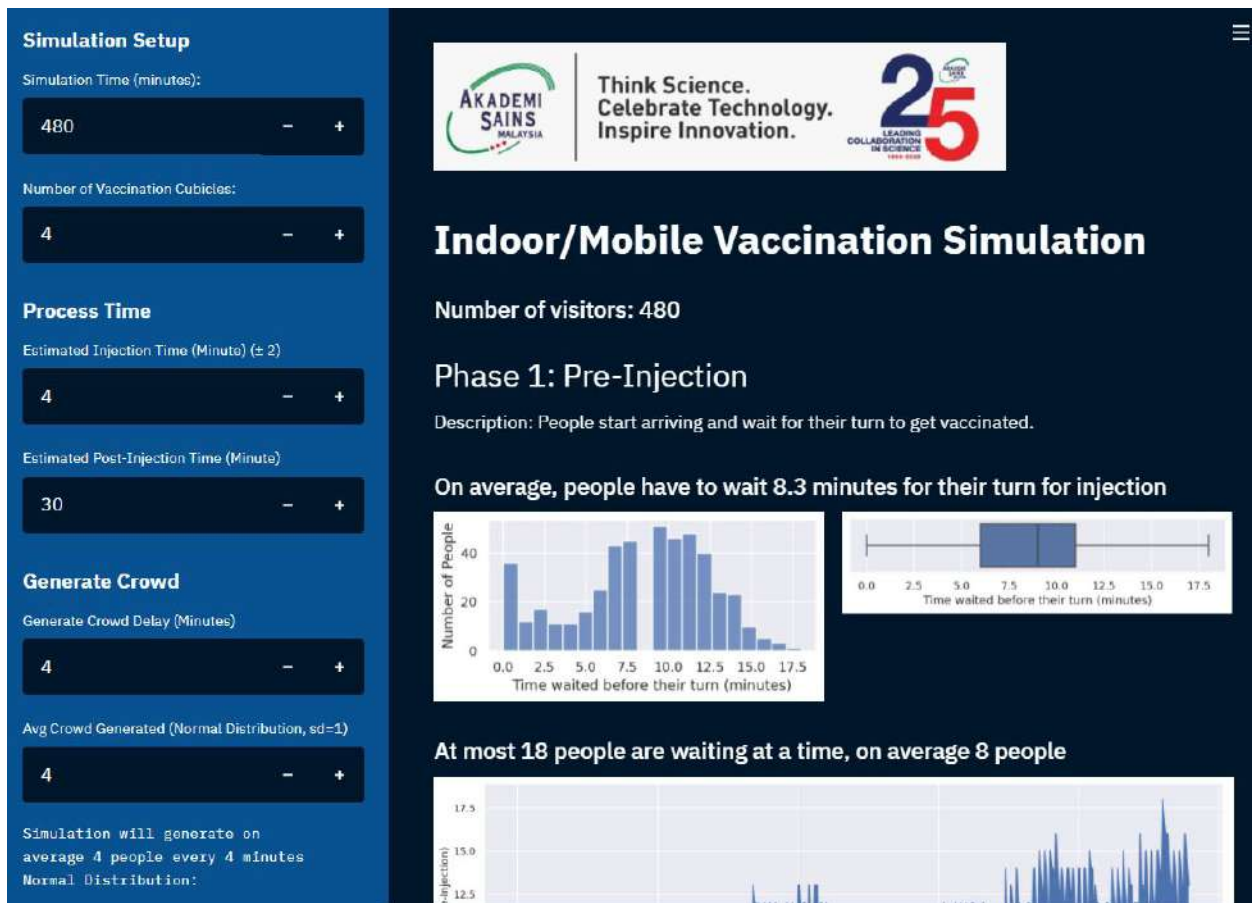 Simulation Setup
Simulation Time (minutes):
480
−
+
Number of Vaccination Cubicles:
4
−
+
Process Time
Estimated Injection Time (Minute) (± 2)
4
−
+
Estimated Post-Injection Time (Minute)
30
−
+
Generate Crowd
Generate Crowd Delay (Minutes)
4
−
+
Avg Crowd Generated (Normal Distribution, sd=1)
4
−
+
Simulation will generate on
average 4 people every 4 minutes
Normal Distribution:
AKADEMI
SAINS
MALAYSIA
Think Science.
Celebrate Technology.
Inspire Innovation.
25
LEADING
COLLABORATION
IN SCIENCE
Indoor/Mobile Vaccination Simulation
Number of visitors: 480
Phase 1: Pre-Injection
Description: People start arriving and wait for their turn to get vaccinated.
On average, people have to wait 8.3 minutes for their turn for injection
Number of People
40
20
0
0.0 2.5 5.0 7.5 10.0 12.5 15.0 17.5
Time waited before their turn (minutes)
0.0 2.5 5.0 7.5 10.0 12.5 15.0 17.5
Time waited before their turn (minutes)
At most 18 people are waiting at a time, on average 8 people
17.5
15.0
12.5